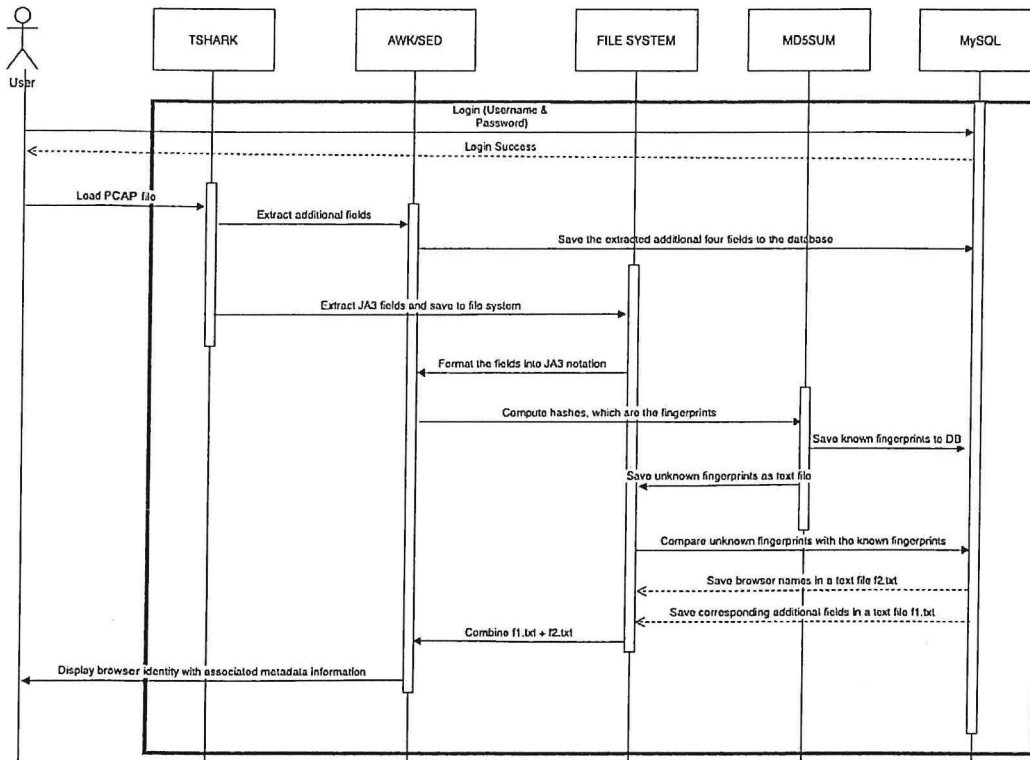 TSHARK
AWK/SED
FILE SYSTEM
MD5SUM
MySQL
User
Login (Username &
Password)
Login Success
Load PCAP file
Extract additional fields
Save the extracted additional four fields to the database
Extract JA3 fields and save to file system
Format the fields into JA3 notation
Compute hashes, which are the fingerprints
Save known fingerprints to DB
Save unknown fingerprints as text file
Compare unknown fingerprints with the known fingerprints
Save browser names in a text file f2.txt
Save corresponding additional fields in a text file f1.txt
Combine f1.txt + f2.txt
Display browser identity with associated metadata information